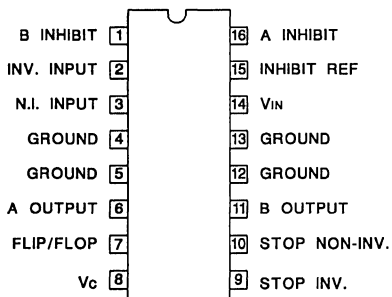 B INHIBIT 1 16 A INHIBIT
INV. INPUT 2 15 INHIBIT REF
N.I. INPUT 3 14 VIN
GROUND 4 13 GROUND
GROUND 5 12 GROUND
A OUTPUT 6 11 B OUTPUT
FLIP/FLOP 7 10 STOP NON-INV.
Vc 8 9 STOP INV.